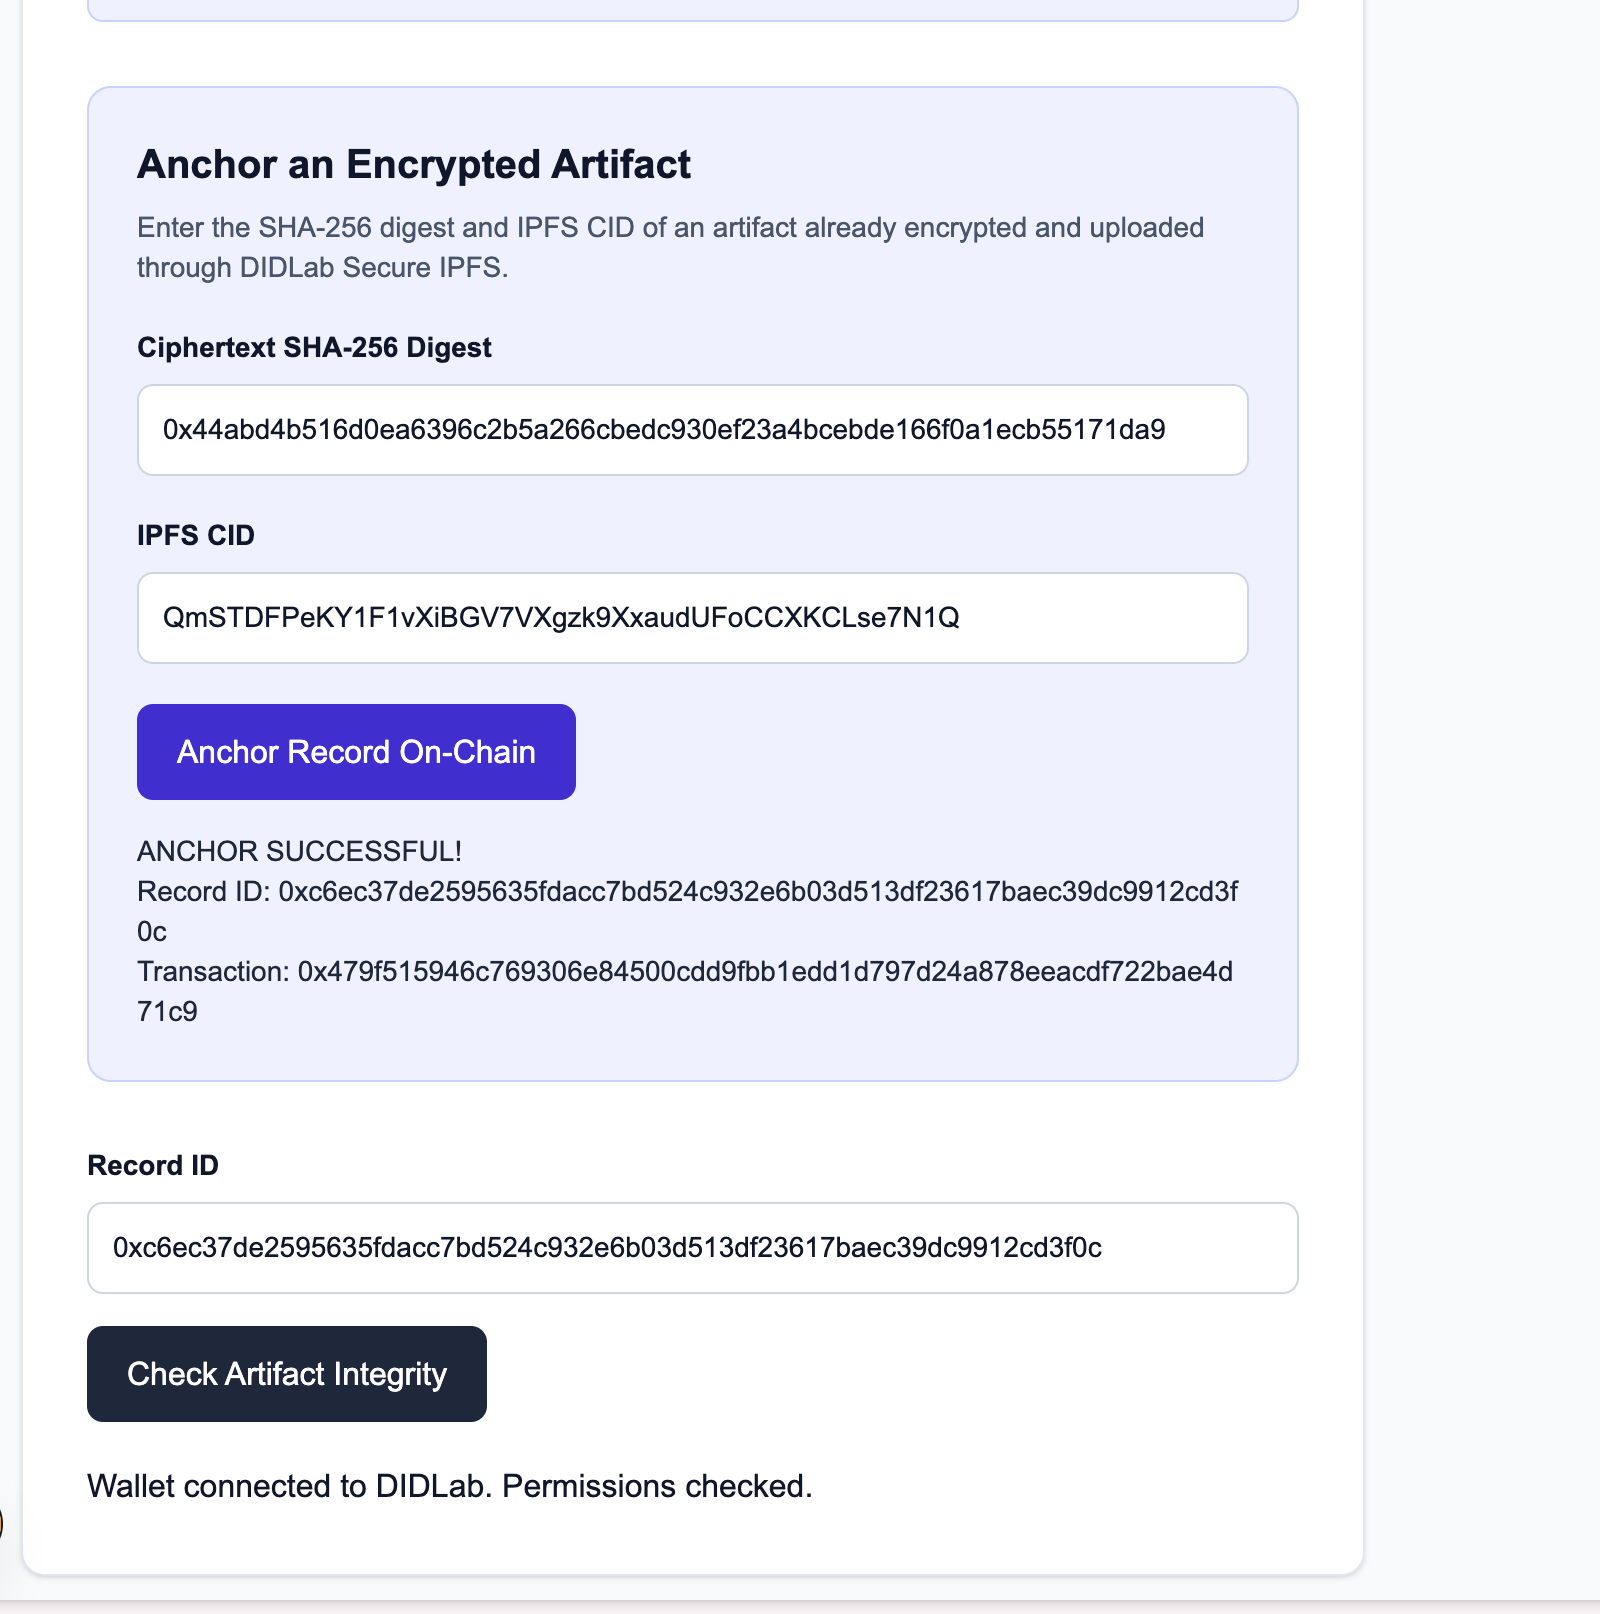 Anchor an Encrypted Artifact
Enter the SHA-256 digest and IPFS CID of an artifact already encrypted and uploaded
through DIDLab Secure IPFS.
Ciphertext SHA-256 Digest
0x44abd4b516d0ea6396c2b5a266cbedc930ef23a4bcebde166f0a1ecb55171da9
IPFS CID
QmSTDFPeKY1F1vXiBGV7VXgzk9XxaudUFoCCXKCLse7N1Q
Anchor Record On-Chain
ANCHOR SUCCESSFUL!
Record ID: 0xc6ec37de2595635fdacc7bd524c932e6b03d513df23617baec39dc9912cd3f
0c
Transaction: 0x479f515946c769306e84500cdd9fbb1edd1d797d24a878eeacdf722bae4d
71c9
Record ID
0xc6ec37de2595635fdacc7bd524c932e6b03d513df23617baec39dc9912cd3f0c
Check Artifact Integrity
Wallet connected to DIDLab. Permissions checked.